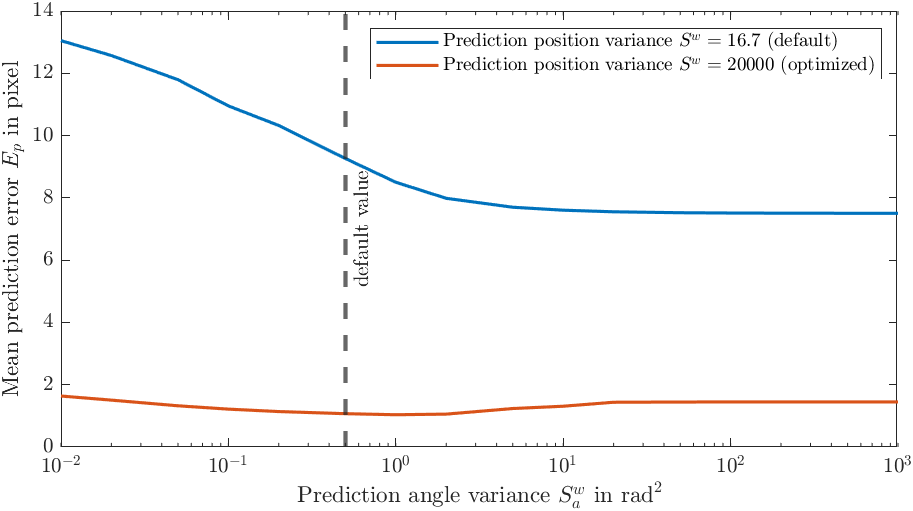 14
12
10
8
6
4
2
0
Mean prediction error E_p in pixel
Prediction position variance S^w = 16.7 (default)
Prediction position variance S^w = 20000 (optimized)
default value
10^-2
10^-1
10^0
10^1
10^2
10^3
Prediction angle variance S_a^w in rad^2